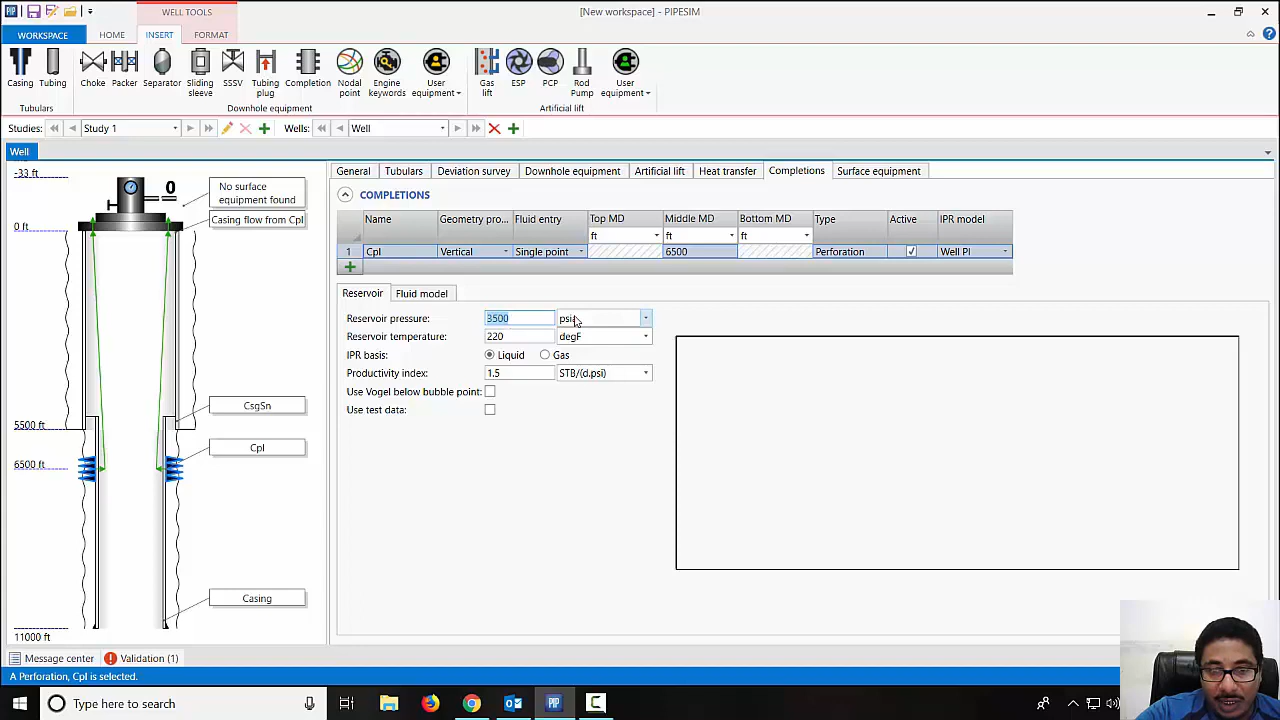 PIP
WELL TOOLS
[New workspace] - PIPESIM
WORKSPACE
HOME
INSERT
FORMAT
Casing
Tubing
Choke
Packer
Separator
Sliding sleeve
SSSV
Tubing plug
Completion
Nodal point
Engine keywords
User equipment
Gas lift
ESP
PCP
Rod Pump
User equipment
Tubulars
Downhole equipment
Artificial lift
Studies:
Study 1
Wells:
Well
Well
General
Tubulars
Deviation survey
Downhole equipment
Artificial lift
Heat transfer
Completions
Surface equipment
-33 ft
0
No surface
equipment found
Casing flow from Cpl
0 ft
CsgSn
5500 ft
Cpl
6500 ft
Casing
11000 ft
COMPLETIONS
Name
Geometry pro...
Fluid entry
Top MD
Middle MD
Bottom MD
Type
Active
IPR model
ft
ft
ft
1
Cpl
Vertical
Single point
6500
Perforation
Well PI
Reservoir
Fluid model
Reservoir pressure:
3500
psia
Reservoir temperature:
220
degF
IPR basis:
Liquid
Gas
Productivity index:
1.5
STB/(d.psi)
Use Vogel below bubble point:
Use test data:
Message center
Validation (1)
A Perforation, Cpl is selected.
Type here to search
PIP